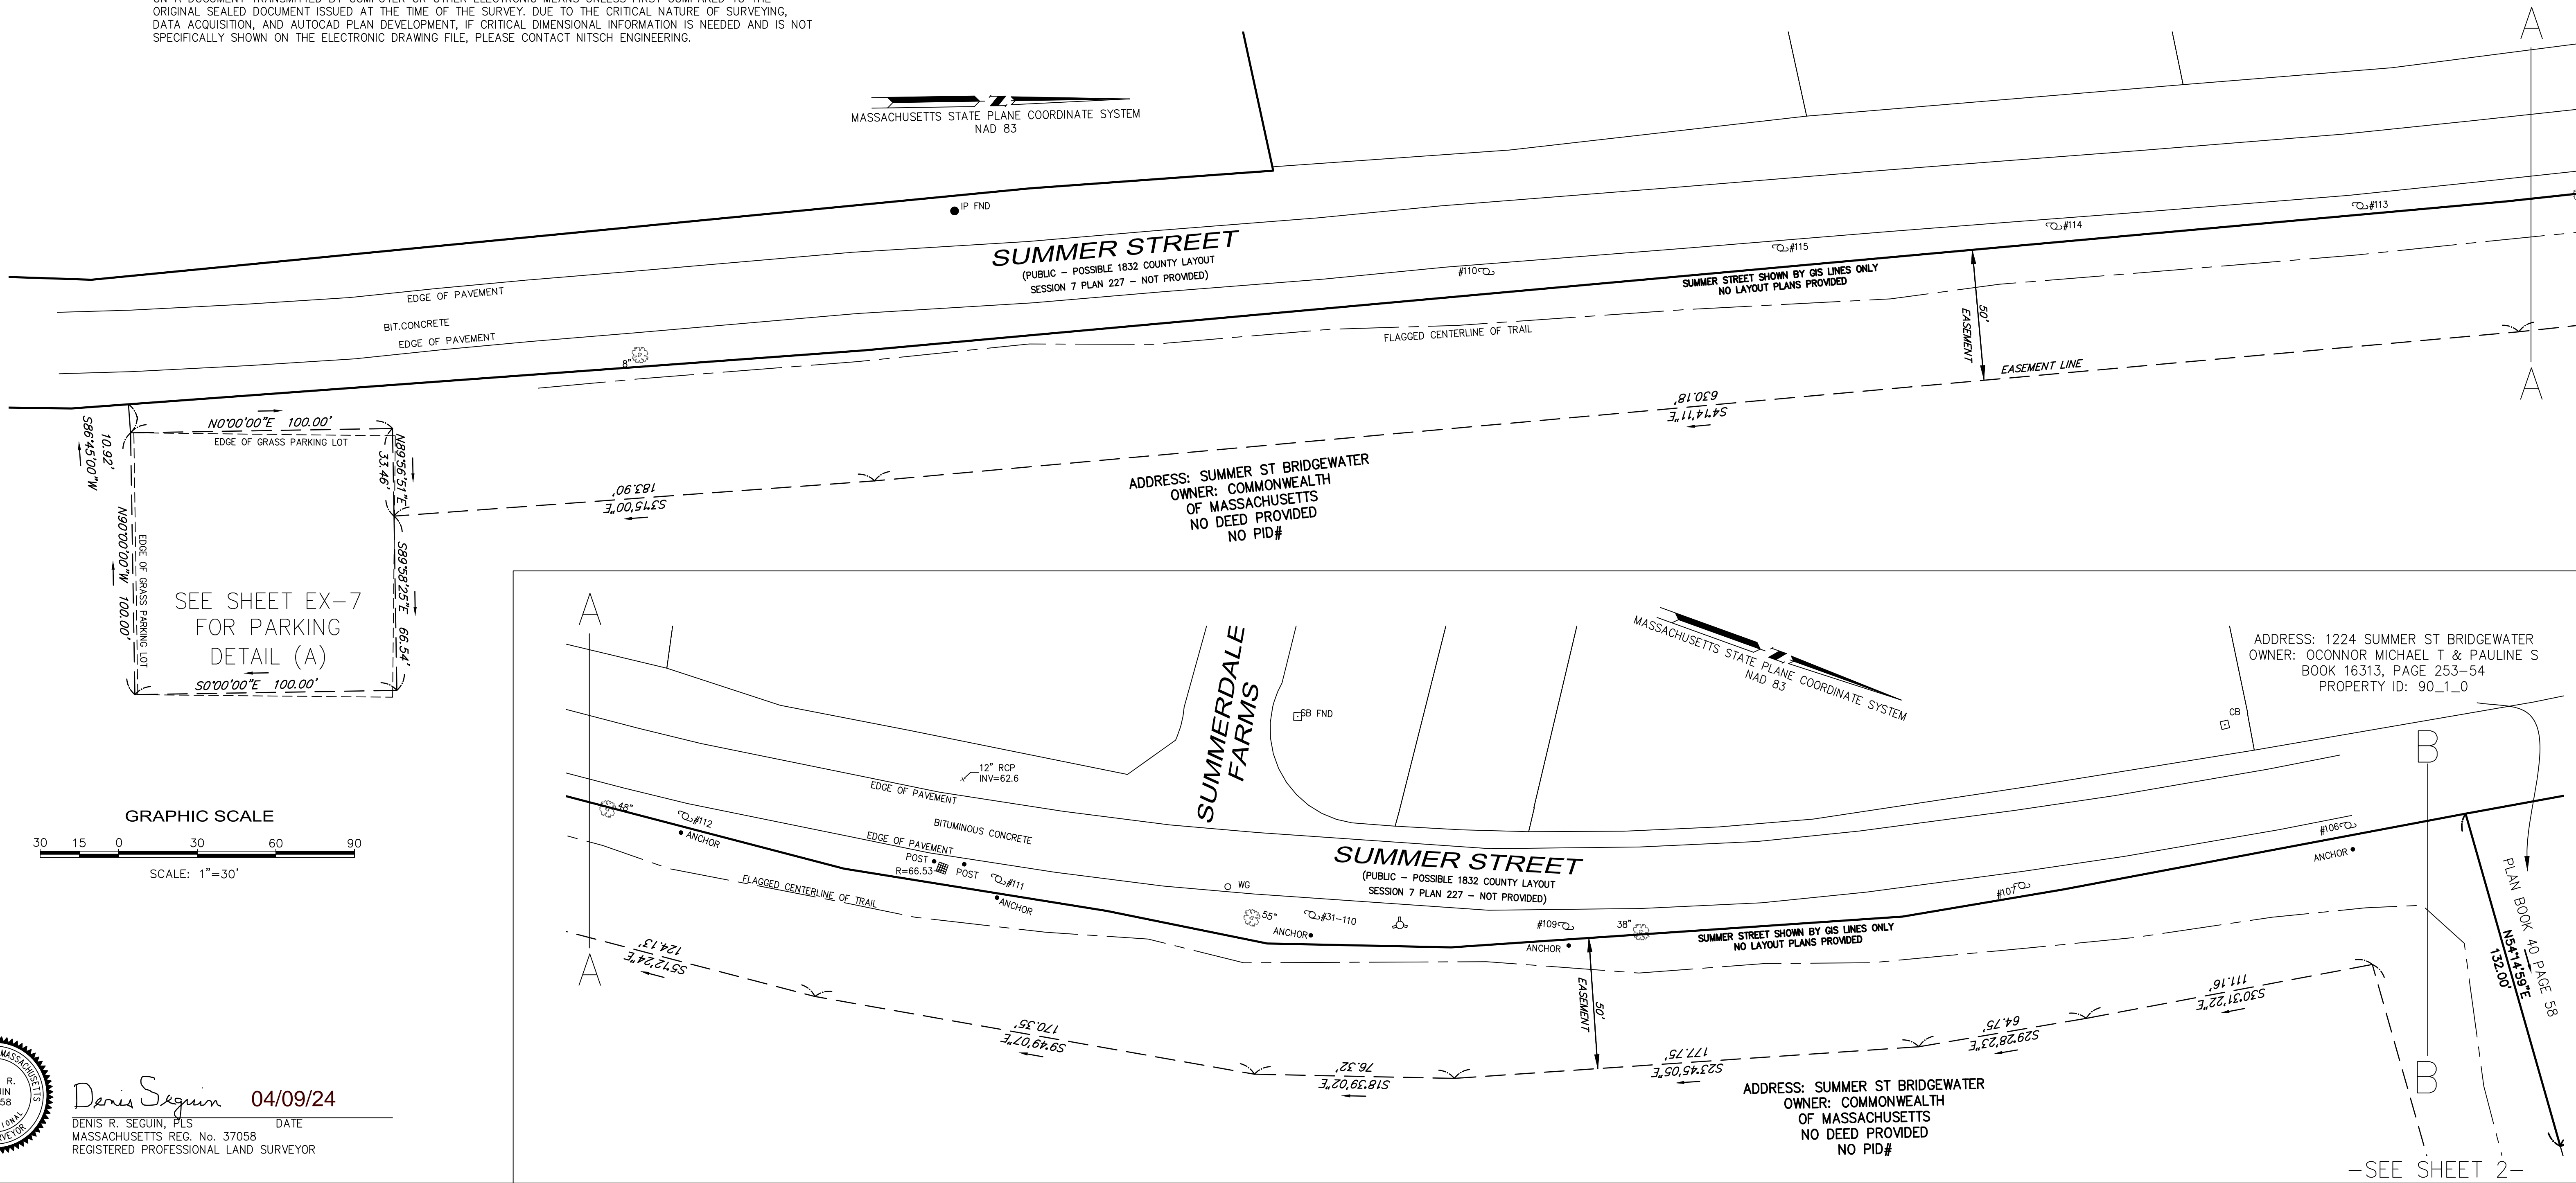 ORIGINAL SEALED DOCUMENT ISSUED AT THE TIME OF THE SURVEY. DUE TO THE CRITICAL NATURE OF SURVEYING,
DATA ACQUISITION, AND AUTOCAD PLAN DEVELOPMENT, IF CRITICAL DIMENSIONAL INFORMATION IS NEEDED AND IS NOT
SPECIFICALLY SHOWN ON THE ELECTRONIC DRAWING FILE, PLEASE CONTACT NITSCH ENGINEERING.
MASSACHUSETTS STATE PLANE COORDINATE SYSTEM
NAD 83
A
IP FND
SUMMER STREET
(PUBLIC - POSSIBLE 1832 COUNTY LAYOUT
SESSION 7 PLAN 227 - NOT PROVIDED)
#110
#115
#114
#113
SUMMER STREET SHOWN BY GIS LINES ONLY
NO LAYOUT PLANS PROVIDED
EDGE OF PAVEMENT
BIT.CONCRETE
EDGE OF PAVEMENT
8"
FLAGGED CENTERLINE OF TRAIL
50'
EASEMENT
EASEMENT LINE
A
S4°14'11"E
630.18'
S3°15'00"E
183.90'
ADDRESS: SUMMER ST BRIDGEWATER
OWNER: COMMONWEALTH
OF MASSACHUSETTS
NO DEED PROVIDED
NO PID#
10.92'
S86°45'00"W
N0°00'00"E 100.00'
EDGE OF GRASS PARKING LOT
N89°56'51"E
33.46'
N90°00'00"W 100.00'
EDGE OF GRASS PARKING LOT
S89°58'25"E 66.54'
SEE SHEET EX-7
FOR PARKING
DETAIL (A)
S0°00'00"E 100.00'
GRAPHIC SCALE
30 15 0 30 60 90
SCALE: 1"=30'
A
SUMMERDALE
FARMS
SB FND
MASSACHUSETTS STATE PLANE COORDINATE SYSTEM
NAD 83
ADDRESS: 1224 SUMMER ST BRIDGEWATER
OWNER: OCONNOR MICHAEL T & PAULINE S
BOOK 16313, PAGE 253-54
PROPERTY ID: 90_1_0
CB
B
12" RCP
INV=62.6
EDGE OF PAVEMENT
BITUMINOUS CONCRETE
EDGE OF PAVEMENT
48"
#112
ANCHOR
POST
R=66.53
POST
#111
ANCHOR
FLAGGED CENTERLINE OF TRAIL
WG
SUMMER STREET
(PUBLIC - POSSIBLE 1832 COUNTY LAYOUT
SESSION 7 PLAN 227 - NOT PROVIDED)
55"
#31-110
ANCHOR
#109
ANCHOR
38"
SUMMER STREET SHOWN BY GIS LINES ONLY
NO LAYOUT PLANS PROVIDED
#107
#106
ANCHOR
PLAN BOOK 40 PAGE 58
N54°14'59"E
132.00'
A
S5°12'24"E
124.13'
S9°49'07"E
170.35'
S18°39'02"E
76.32'
50'
EASEMENT
S23°45'05"E
177.75'
S29°28'23"E
64.75'
S30°31'22"E
111.16'
B
ADDRESS: SUMMER ST BRIDGEWATER
OWNER: COMMONWEALTH
OF MASSACHUSETTS
NO DEED PROVIDED
NO PID#
-SEE SHEET 2-
MASSACHUSETTS
R.
Denis Seguin 04/09/24
DENIS R. SEGUIN, PLS DATE
MASSACHUSETTS REG. No. 37058
REGISTERED PROFESSIONAL LAND SURVEYOR